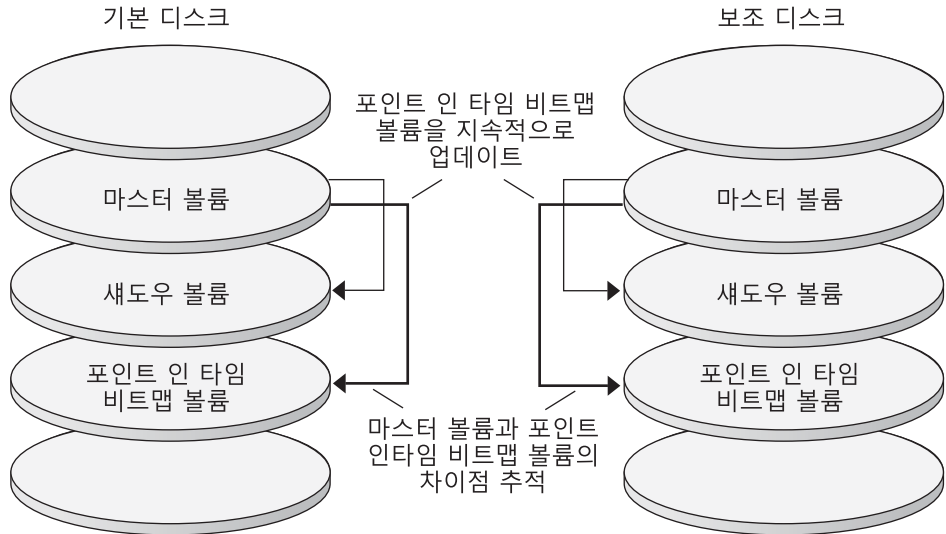 기본 디스크
보조 디스크
포인트 인 타임 비트맵
볼륨을 지속적으로
업데이트
마스터 볼륨
섀도우 볼륨
포인트 인 타임
비트맵 볼륨
마스터 볼륨
섀도우 볼륨
포인트 인 타임
비트맵 볼륨
마스터 볼륨과 포인트
인타임 비트맵 볼륨의
차이점 추적